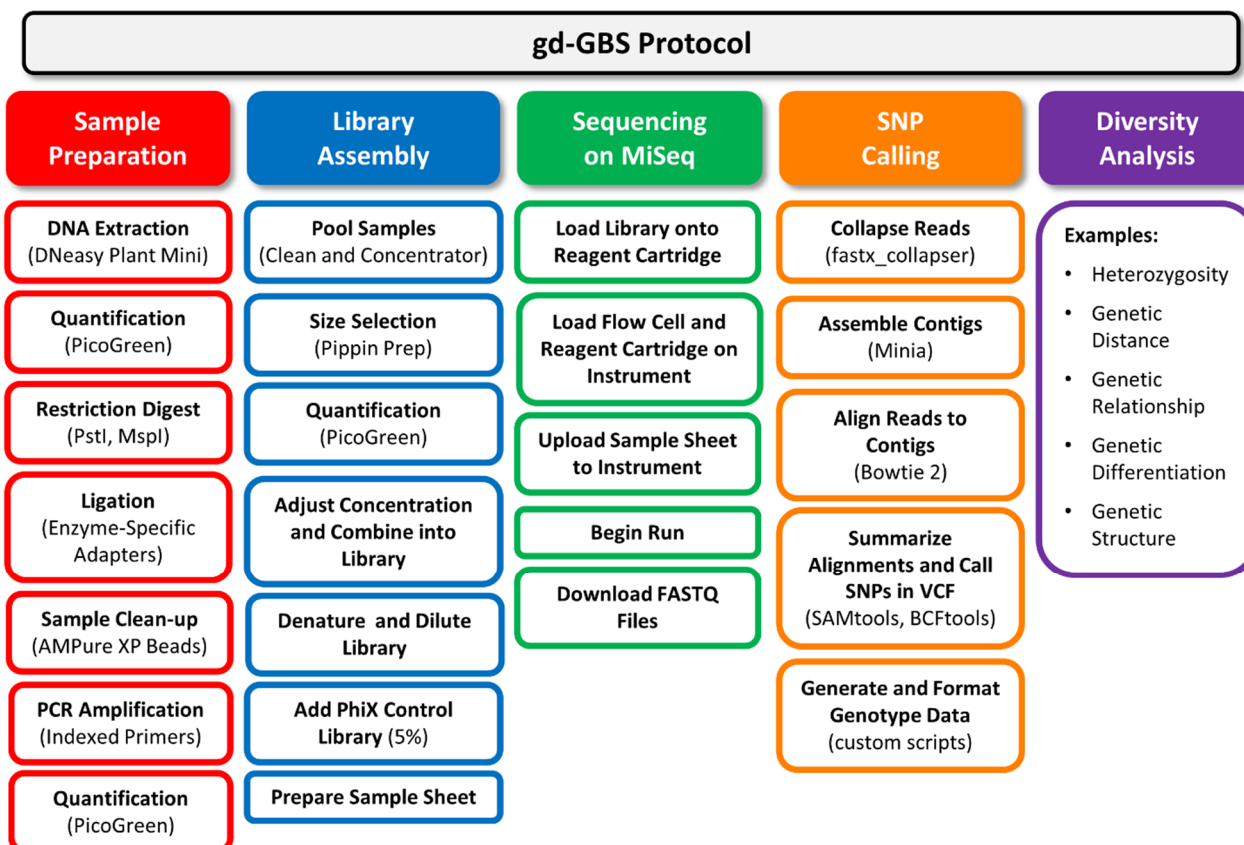 gd-GBS Protocol
Sample
Preparation
DNA Extraction
(DNeasy Plant Mini)
Quantification
(PicoGreen)
Restriction Digest
(PstI, MspI)
Ligation
(Enzyme-Specific
Adapters)
Sample Clean-up
(AMPure XP Beads)
PCR Amplification
(Indexed Primers)
Quantification
(PicoGreen)
Library
Assembly
Pool Samples
(Clean and Concentrator)
Size Selection
(Pippin Prep)
Quantification
(PicoGreen)
Adjust Concentration
and Combine into
Library
Denature and Dilute
Library
Add PhiX Control
Library (5%)
Prepare Sample Sheet
Sequencing
on MiSeq
Load Library onto
Reagent Cartridge
Load Flow Cell and
Reagent Cartridge on
Instrument
Upload Sample Sheet
to Instrument
Begin Run
Download FASTQ
Files
SNP
Calling
Collapse Reads
(fastx_collapser)
Assemble Contigs
(Minia)
Align Reads to
Contigs
(Bowtie 2)
Summarize
Alignments and Call
SNPs in VCF
(SAMtools, BCFtools)
Generate and Format
Genotype Data
(custom scripts)
Diversity
Analysis
Examples:
• Heterozygosity
• Genetic
Distance
• Genetic
Relationship
• Genetic
Differentiation
• Genetic
Structure